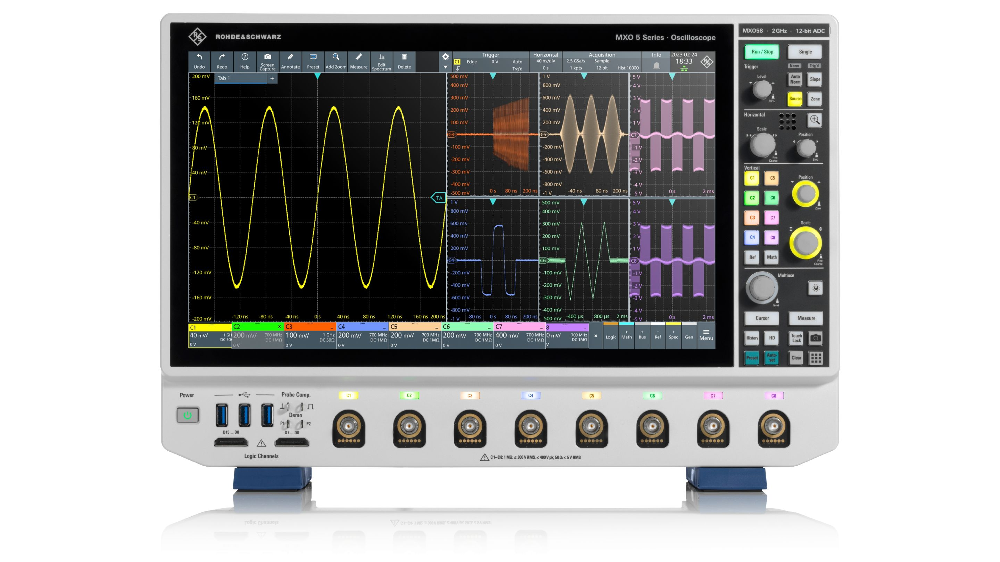 ROHDE&SCHWARZ
MXO 5 Series · Oscilloscope
MXO58 · 2 GHz · 12-bit ADC
Undo
Redo
Help
Screen Capture
Annotate
Preset
Add Zoom
Measure
Edit Spectrum
Delete
Trigger
C1 Edge 0 V Auto
Trg'd
Horizontal
40 ns/div
0 s
Acquisition
2.5 GSa/s Sample
1 kpts 12 bit Hist 10000
Info
2023-02-24
18:33
Tab 1 +
200 mV
160 mV
120 mV
80 mV
40 mV
C1
-40 mV
-80 mV
-120 mV
-160 mV
-200 mV
-120 ns -80 ns -40 ns 0 s 40 ns 80 ns 120 ns 160 ns 200 ns
TA
500 mV
400 mV
300 mV
200 mV
100 mV
C3
-100 mV
-200 mV
-300 mV
-400 mV
-500 mV
0 s 80 ns 200 ns
1 V
800 mV
600 mV
400 mV
200 mV
C5
-200 mV
-400 mV
-600 mV
-800 mV
-1 V
-40 ns 80 ns 200 ns
5 V
4 V
3 V
2 V
1 V
C7
-1 V
-2 V
-3 V
-4 V
-5 V
0 s 2 ms
1 V
800 mV
600 mV
400 mV
200 mV
C4
-200 mV
-400 mV
-600 mV
-800 mV
-1 V
-80 ns 0 s 80 ns 200 ns
500 mV
400 mV
300 mV
200 mV
100 mV
C6
-100 mV
-200 mV
-300 mV
-400 mV
-500 mV
-400 µs 800 µs 2 ms
5 V
4 V
3 V
2 V
1 V
C8
-1 V
-2 V
-3 V
-4 V
-5 V
0 s 2 ms
C1
40 mV/ 1 GH
DC 50
0 V
C2 x
200 mV/ 700 MHz
DC 1MΩ
0 V
C3
100 mV/ 1 GHz
DC 50Ω
0 V
C4
200 mV/ 700 MHz
DC 1MΩ
0 V
C5
200 mV/ 700 MHz
DC 1MΩ
0 V
C6
200 mV/ 700 MHz
DC 1MΩ
0 V
C7
400 mV/ 700 MHz
DC 1MΩ
0 V
8
0 mV/ 700 MHz
DC 1MΩ
V
Logic
+ Math
+ Bus
+ Ref
+ Spec
Gen
Menu
Run / Stop
Single
Trigger
Norm
Trig'd
Level
50%
Auto Norm
Slope
Source
Zone
Horizontal
Scale
Fine
Coarse
Position
Zero
Vertical
C1 C5
C2 C6
C3 C7
C4 C8
Ref Math
Position
Zero
Scale
Fine
Coarse
Multiuse
Next
Cursor
Measure
History
HD
Touch Lock
Preset
Auto-set
Clear
Power
Probe Comp.
Demo
P1 P2
D15 ... D8
D7 ... D0
Logic Channels
C1
C2
C3
C4
C5
C6
C7
C8
C1–C8: 1 MΩ: ≤ 300 V RMS, ≤ 400 V pk; 50 Ω: ≤ 5 V RMS